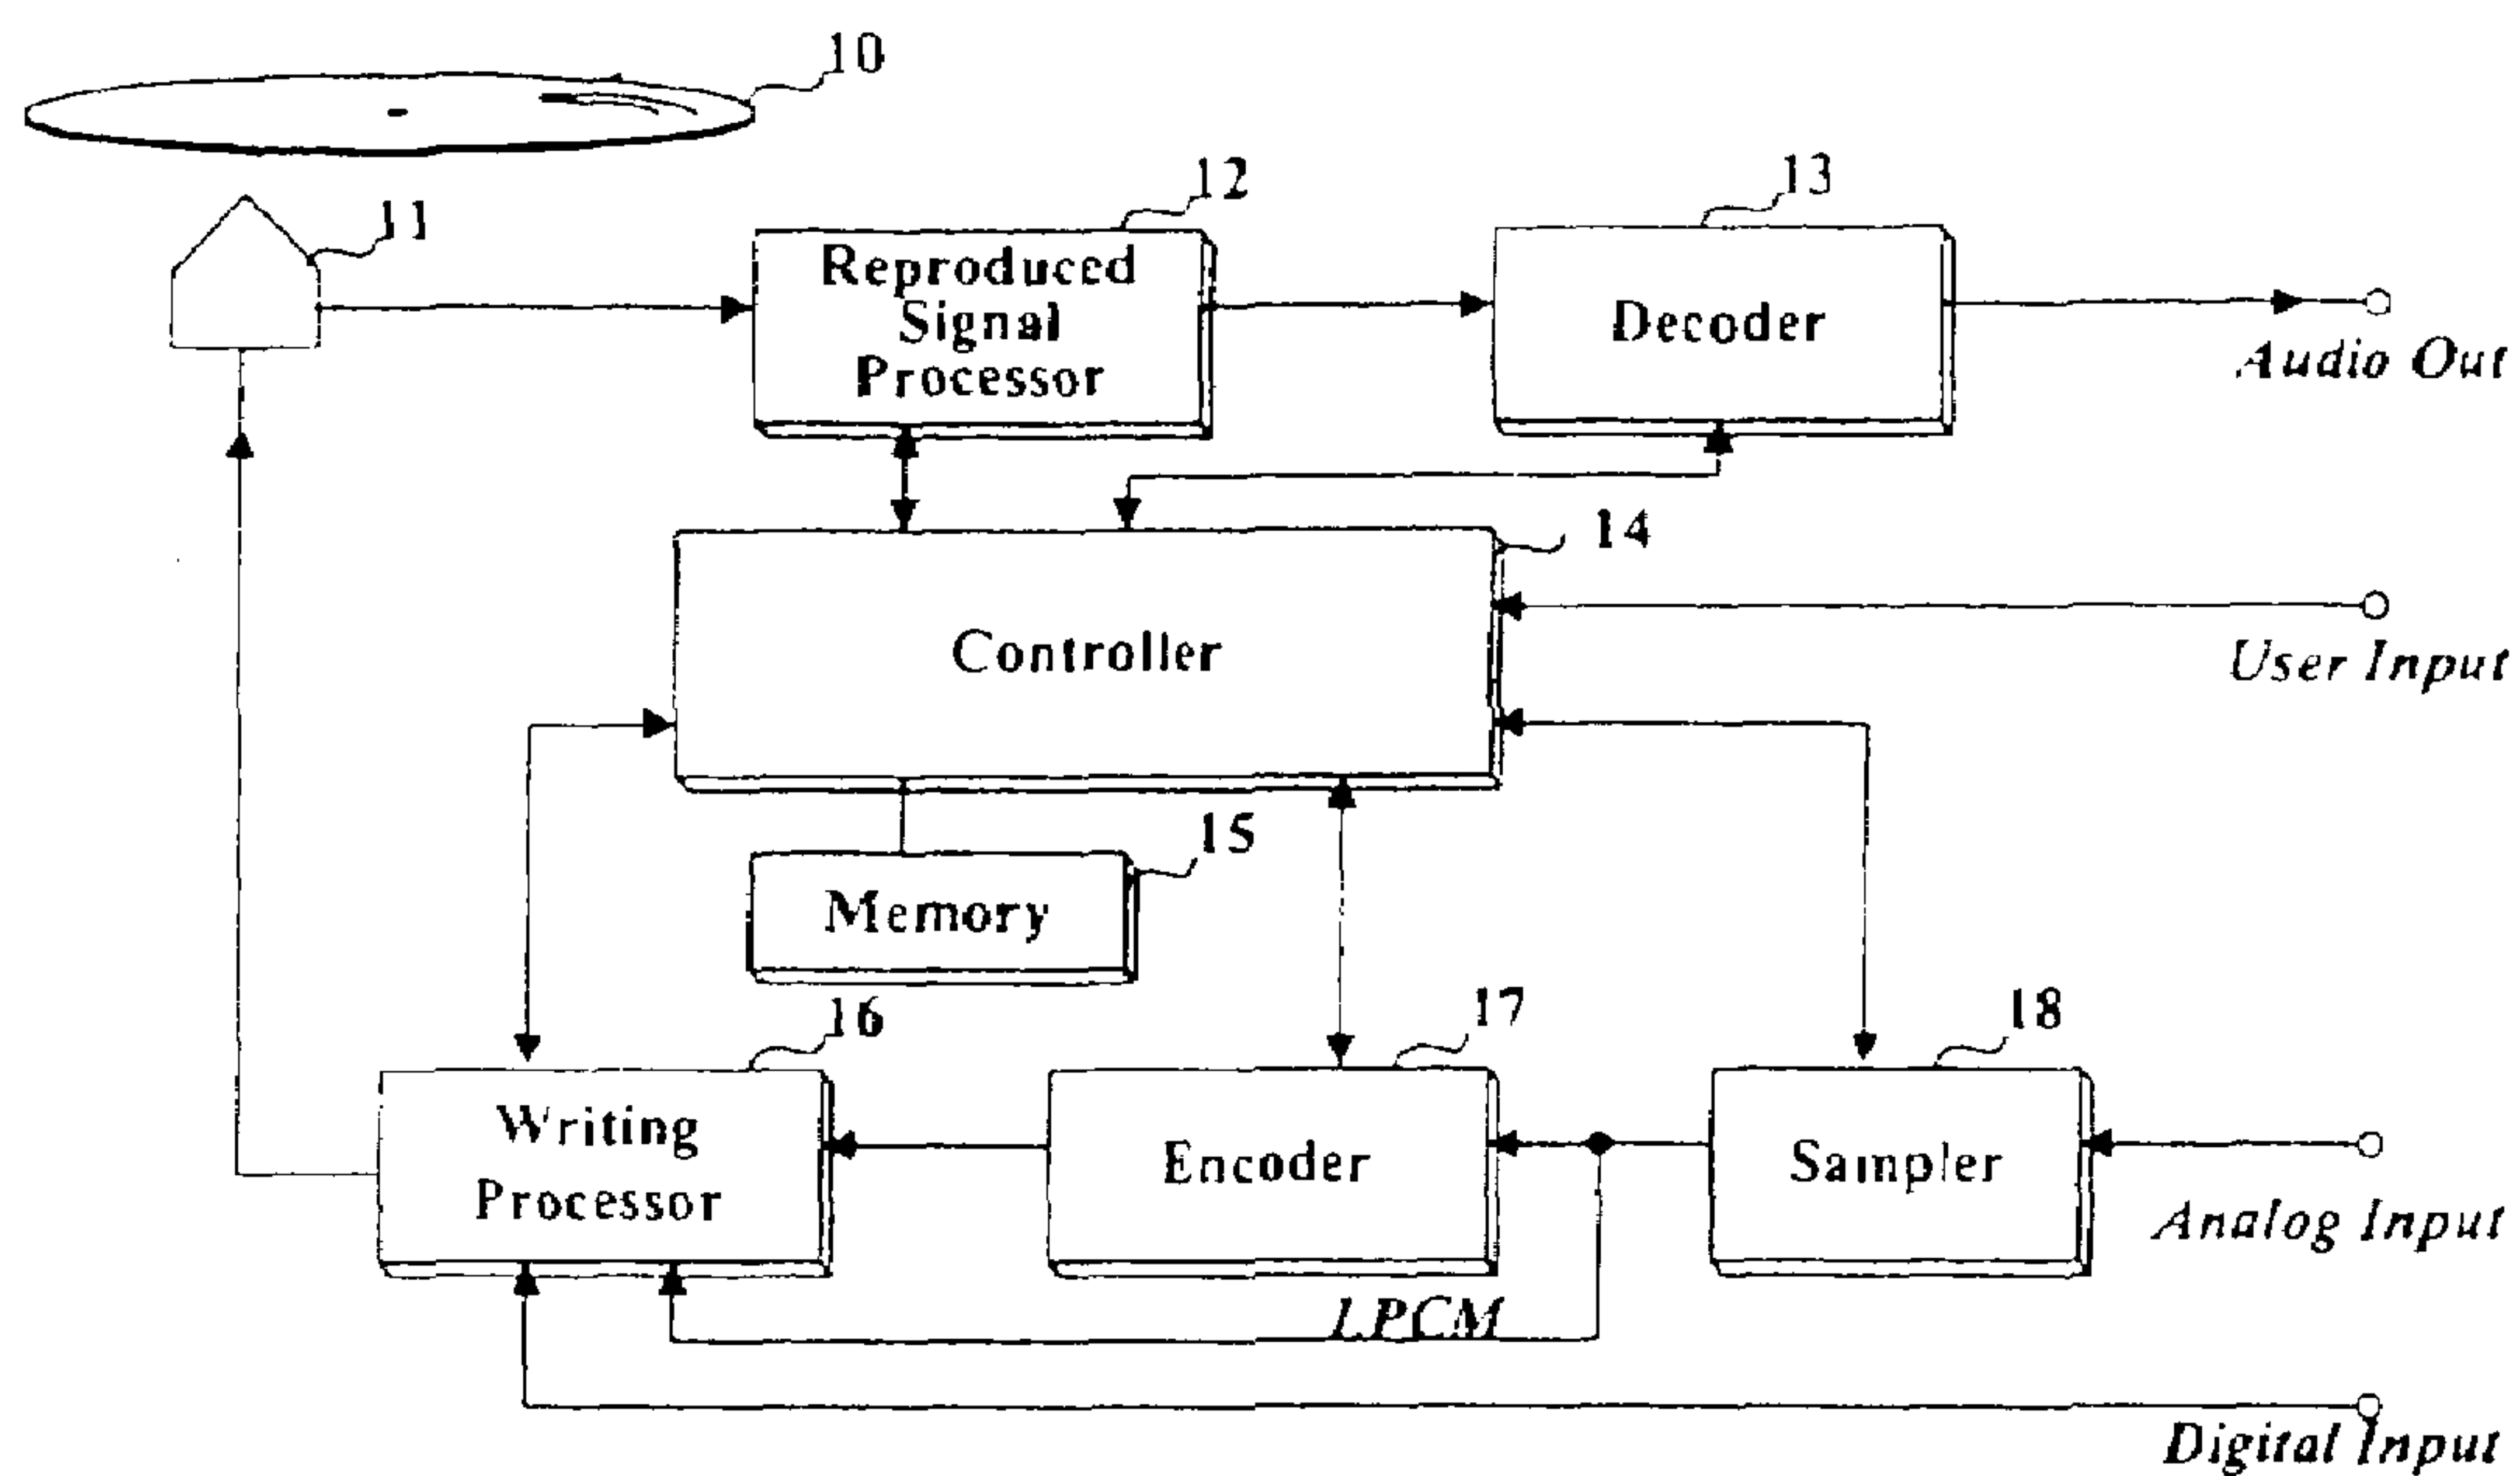 10
11
12
13
Reproduced
Signal
Processor
Decoder
Audio Out
14
Controller
User Input
15
Memory
16
17
18
Writing
Processor
Encoder
Sampler
Analog Input
LPCM
Digital Input